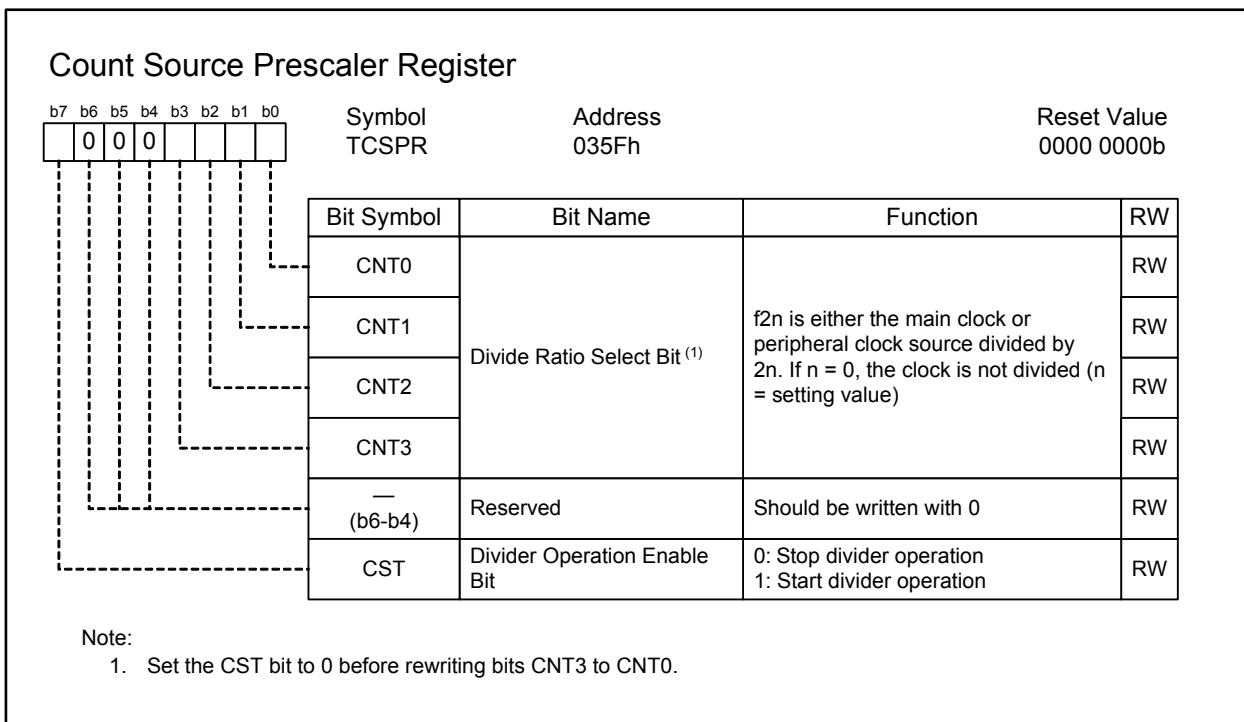 Count Source Prescaler Register
b7 b6 b5 b4 b3 b2 b1 b0
0 0 0
Symbol Address Reset Value
TCSPR 035Fh 0000 0000b
Bit Symbol Bit Name Function RW
CNT0 RW
CNT1 RW
CNT2 RW
CNT3 RW
Divide Ratio Select Bit (1)
f2n is either the main clock or
peripheral clock source divided by
2n. If n = 0, the clock is not divided (n
= setting value)
—
(b6-b4) Reserved Should be written with 0 RW
CST Divider Operation Enable
Bit
0: Stop divider operation
1: Start divider operation
RW
Note:
1. Set the CST bit to 0 before rewriting bits CNT3 to CNT0.